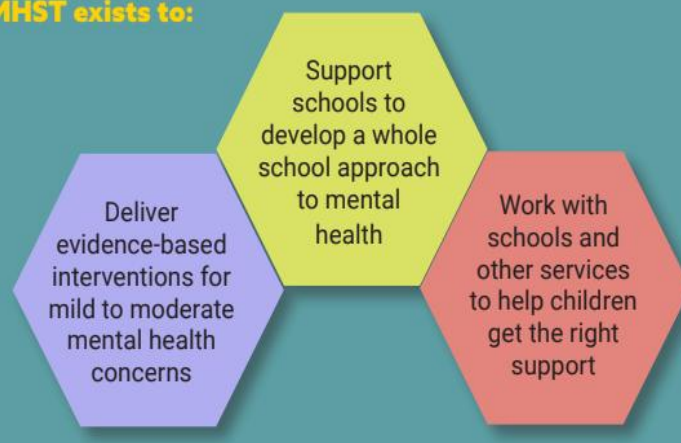 MHST exists to:
Deliver
evidence-based
interventions for
mild to moderate
mental health
concerns
Support
schools to
develop a whole
school approach
to mental
health
Work with
schools and
other services
to help children
get the right
support